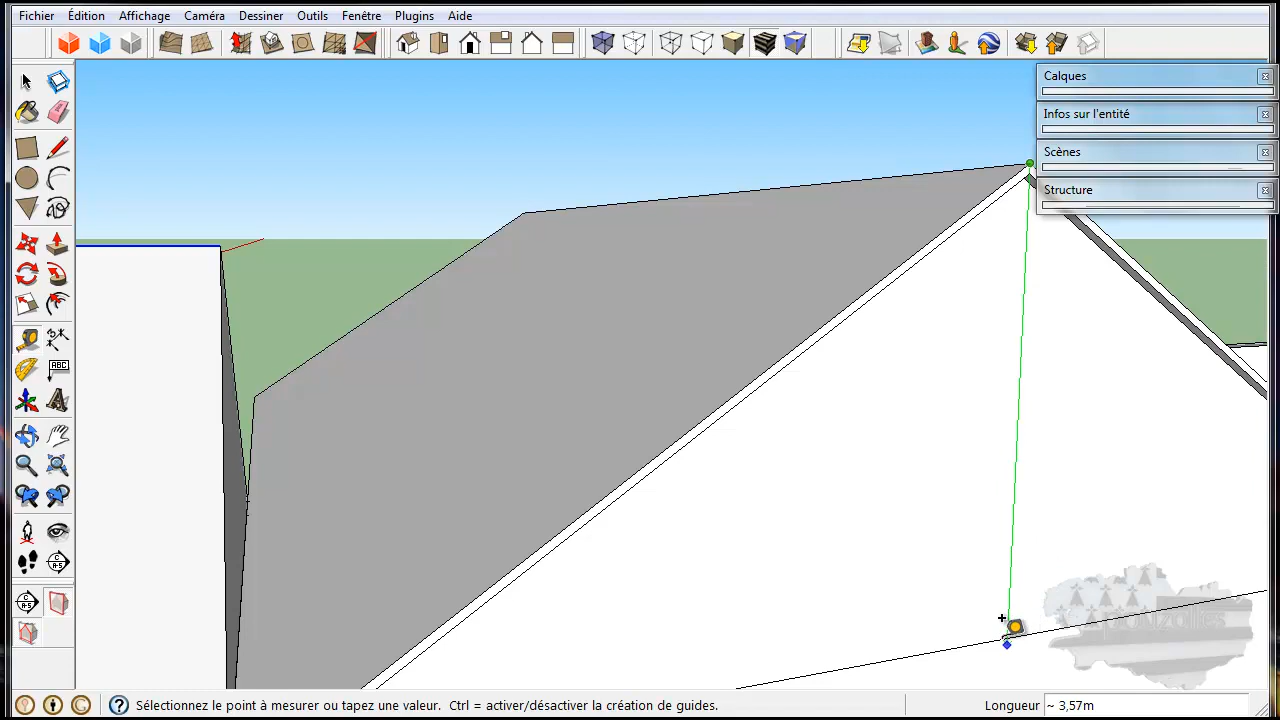 Fichier Édition Affichage Caméra Dessiner Outils Fenêtre Plugins Aide
Calques
Infos sur l'entité
Scènes
Structure
ABC
Sélectionnez le point à mesurer ou tapez une valeur. Ctrl = activer/désactiver la création de guides.
Longueur ~ 3,57m